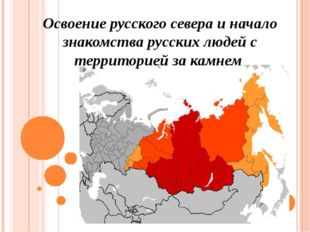 Освоение русского севера и начало
знакомства русских людей с
территорией за камнем